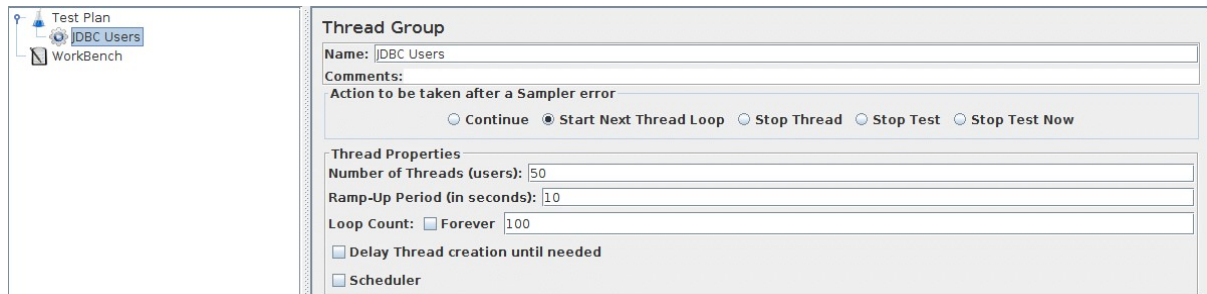 Test Plan
JDBC Users
WorkBench
Thread Group
Name: JDBC Users
Comments:
Action to be taken after a Sampler error
Continue Start Next Thread Loop Stop Thread Stop Test Stop Test Now
Thread Properties
Number of Threads (users): 50
Ramp-Up Period (in seconds): 10
Loop Count: Forever 100
Delay Thread creation until needed
Scheduler